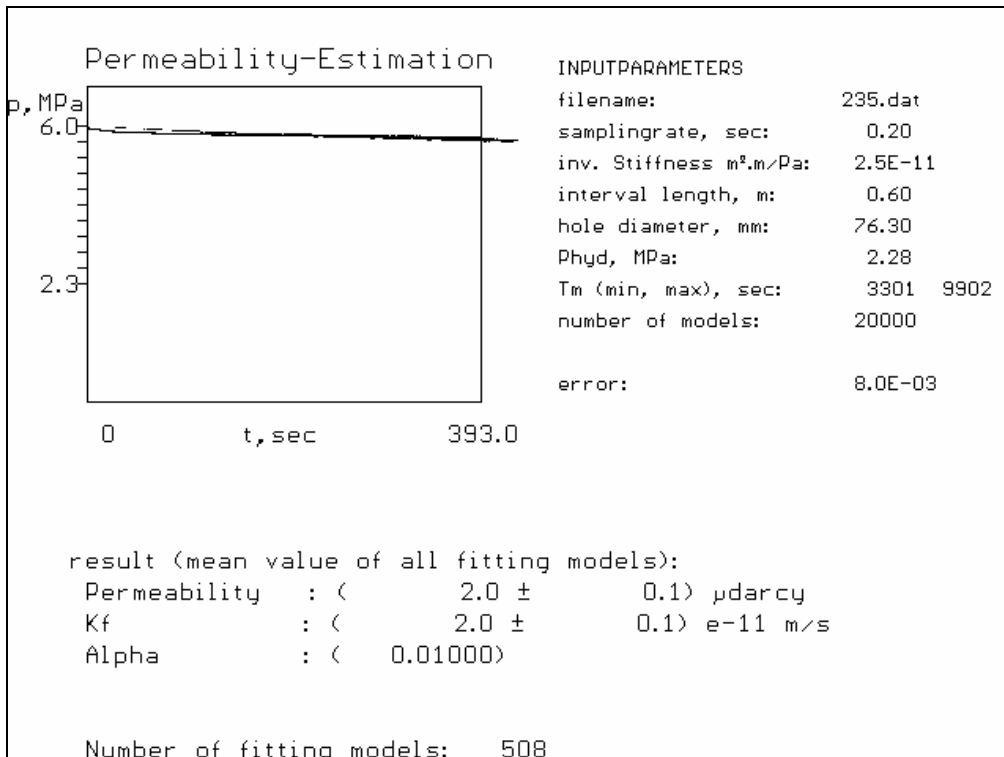 Permeability-Estimation
p,MPa
6.0
2.3
0 t,sec 393.0
INPUTPARAMETERS
filename: 235.dat
samplingrate, sec: 0.20
inv. Stiffness m².m/Pa: 2.5E-11
interval length, m: 0.60
hole diameter, mm: 76.30
Phyd, MPa: 2.28
Tm (min, max), sec: 3301 9902
number of models: 20000
error: 8.0E-03
result (mean value of all fitting models):
Permeability : ( 2.0 ± 0.1) µdarcy
Kf : ( 2.0 ± 0.1) e-11 m/s
Alpha : ( 0.01000)
Number of fitting models: 508